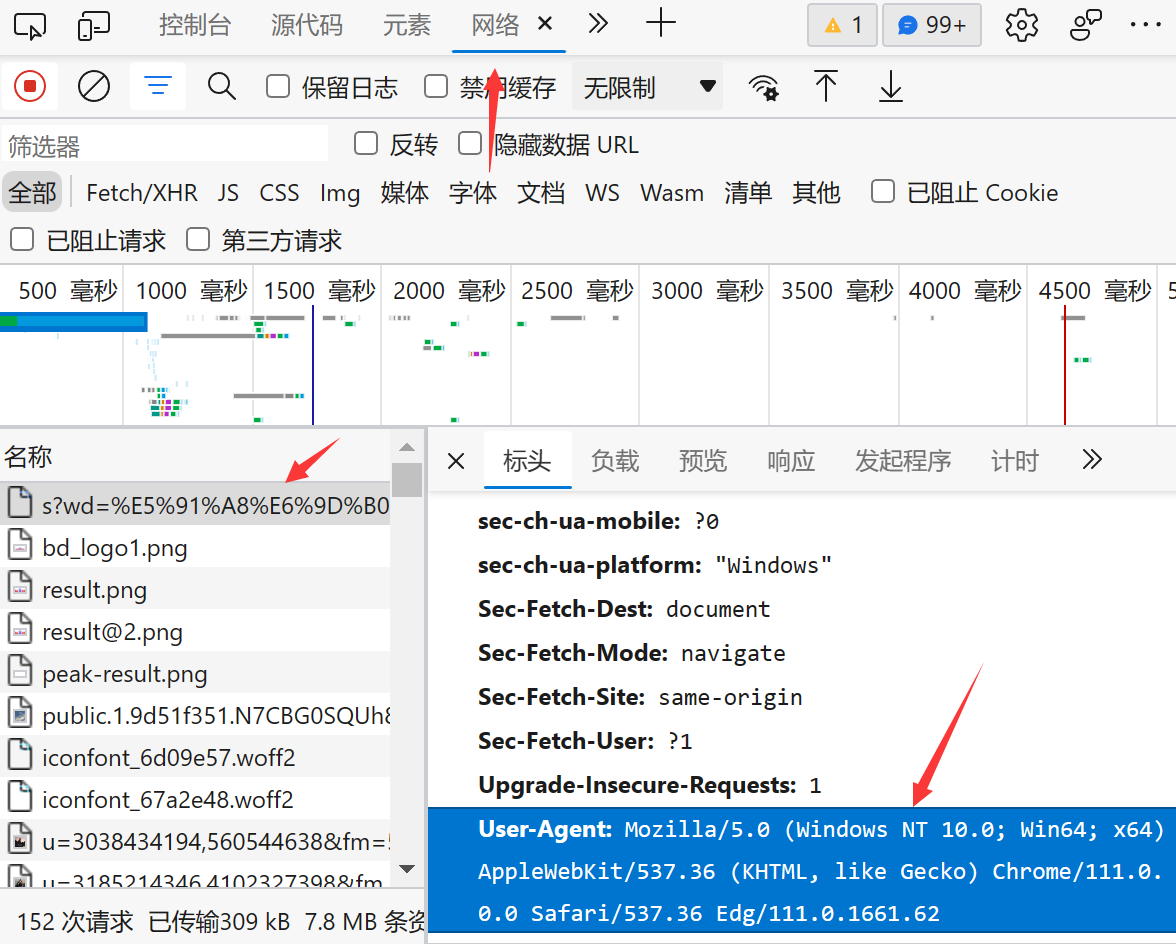 控制台 源代码 元素 网络 1 99+
保留日志 禁用缓存 无限制
筛选器 反转 隐藏数据 URL
全部 Fetch/XHR JS CSS Img 媒体 字体 文档 WS Wasm 清单 其他 已阻止 Cookie
已阻止请求 第三方请求
500 毫秒 1000 毫秒 1500 毫秒 2000 毫秒 2500 毫秒 3000 毫秒 3500 毫秒 4000 毫秒 4500 毫秒 5
名称
s?wd=%E5%91%A8%E6%9D%B0
bd_logo1.png
result.png
result@2.png
peak-result.png
public.1.9d51f351.N7CBG0SQUh8
iconfont_6d09e57.woff2
iconfont_67a2e48.woff2
u=3038434194,560544638&fm=5
u=3185214346,4102327398&fm
152 次请求 已传输309 kB 7.8 MB 条资
标头 负载 预览 响应 发起程序 计时
sec-ch-ua-mobile: ?0
sec-ch-ua-platform: "Windows"
Sec-Fetch-Dest: document
Sec-Fetch-Mode: navigate
Sec-Fetch-Site: same-origin
Sec-Fetch-User: ?1
Upgrade-Insecure-Requests: 1
User-Agent: Mozilla/5.0 (Windows NT 10.0; Win64; x64)
AppleWebKit/537.36 (KHTML, like Gecko) Chrome/111.0.
0.0 Safari/537.36 Edg/111.0.1661.62